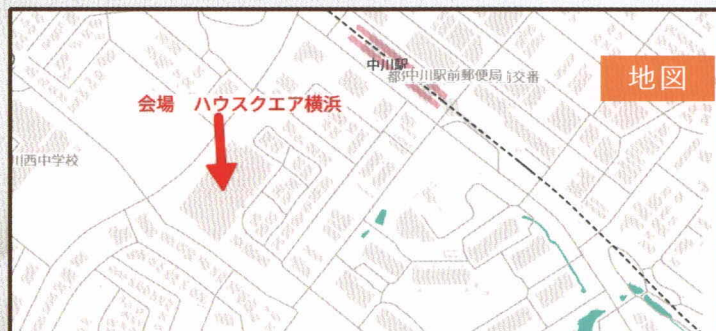 地図
中川駅
中川駅前郵便局
交番
会場　ハウスクエア横浜
川西中学校